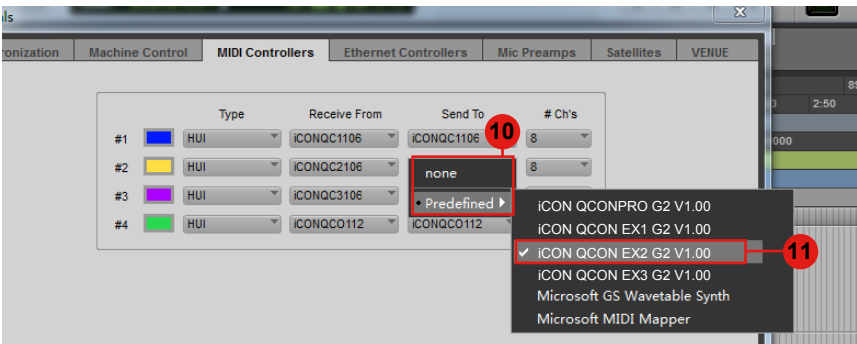 als
ronization Machine Control MIDI Controllers Ethernet Controllers Mic Preamps Satellites VENUE
Type Receive From Send To # Ch's
#1 HUI iCONQC1106 iCONQC1106 8
10
#2 HUI iCONQC2106 8
none
#3 HUI iCONQC3106
• Predefined
#4 HUI iCONQCO112 iCONQCO112
iCON QCONPRO G2 V1.00
iCON QCON EX1 G2 V1.00
✓ iCON QCON EX2 G2 V1.00
11
iCON QCON EX3 G2 V1.00
Microsoft GS Wavetable Synth
Microsoft MIDI Mapper
89
0 2:50
000